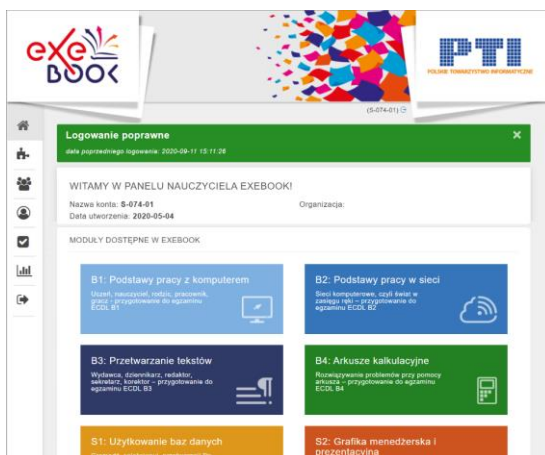 exe
BOOK
PTI
POLSKIE TOWARZYSTWO INFORMATYCZNE
(S-074-01)
Logowanie poprawne
data poprzedniego logowania: 2020-09-11 15:11:26
WITAMY W PANELU NAUCZYCIELA EXEBOOK!
Nazwa konta: S-074-01
Organizacja:
Data utworzenia: 2020-05-04
MODUŁY DOSTĘPNE W EXEBOOK
B1: Podstawy pracy z komputerem
Uczeń, nauczyciel, rodzic, pracownik,
gracz - przygotowanie do egzaminu
ECDL B1
B2: Podstawy pracy w sieci
Sieci komputerowe, czyli świat w
zasięgu ręki – przygotowanie do
egzaminu ECDL B2
B3: Przetwarzanie tekstów
Wydawca, dziennikarz, redaktor,
sekretarz, korektor – przygotowanie do
egzaminu ECDL B3
B4: Arkusze kalkulacyjne
Rozwiązywanie problemów przy pomocy
arkusza – przygotowanie do egzaminu
ECDL B4
S1: Użytkowanie baz danych
S2: Grafika menedżerska i
prezentacyjna